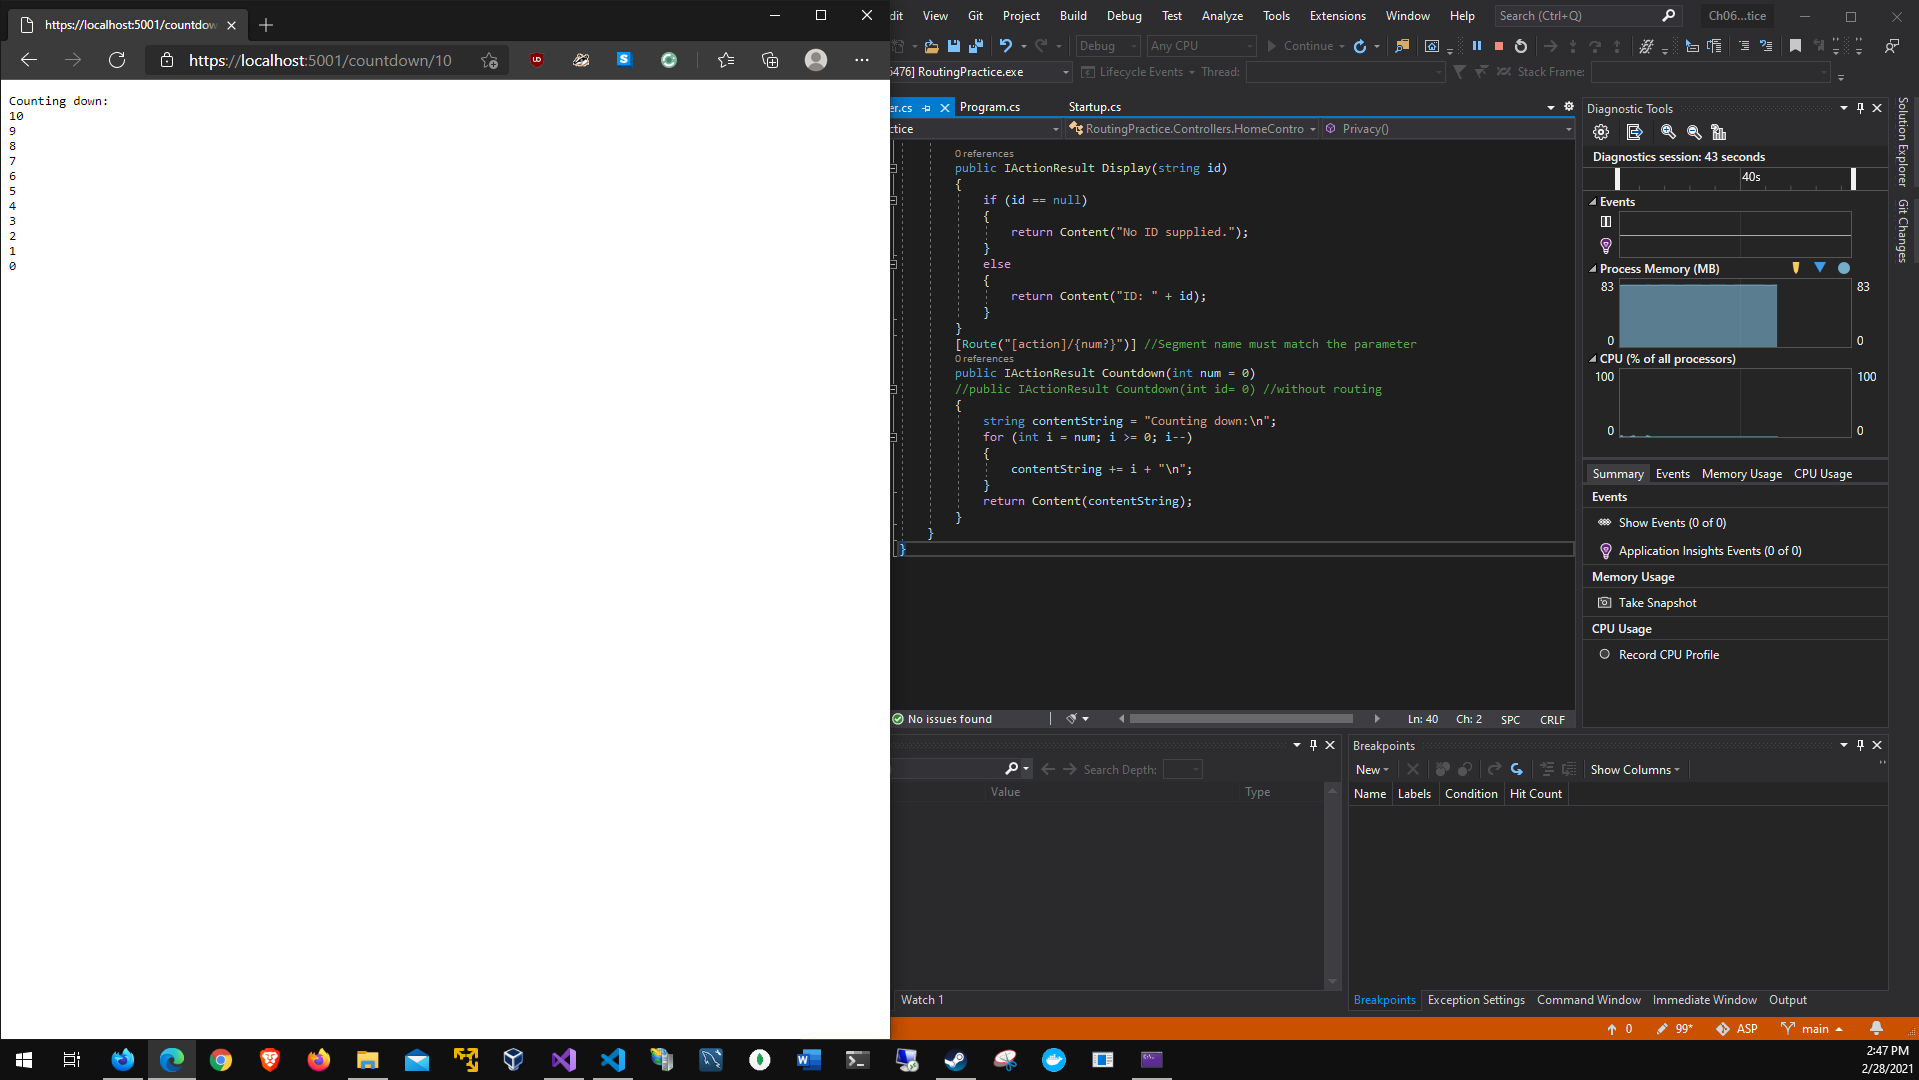 https://localhost:5001/countdow
https://localhost:5001/countdown/10
Counting down:
10
9
8
7
6
5
4
3
2
1
0
dit View Git Project Build Debug Test Analyze Tools Extensions Window Help Search (Ctrl+Q) Ch06...tice
Debug Any CPU Continue
6476] RoutingPractice.exe Lifecycle Events Thread: Stack Frame:
er.cs Program.cs Startup.cs
ctice RoutingPractice.Controllers.HomeContro Privacy()
0 references
public IActionResult Display(string id)
{
if (id == null)
{
return Content("No ID supplied.");
}
else
{
return Content("ID: " + id);
}
}
[Route("[action]/{num?}")] //Segment name must match the parameter
0 references
public IActionResult Countdown(int num = 0)
//public IActionResult Countdown(int id= 0) //without routing
{
string contentString = "Counting down:\n";
for (int i = num; i >= 0; i--)
{
contentString += i + "\n";
}
return Content(contentString);
}
}
}
No issues found Ln: 40 Ch: 2 SPC CRLF
Diagnostic Tools
Diagnostics session: 43 seconds
40s
Events
Process Memory (MB)
83 83
0 0
CPU (% of all processors)
100 100
0 0
Summary Events Memory Usage CPU Usage
Events
Show Events (0 of 0)
Application Insights Events (0 of 0)
Memory Usage
Take Snapshot
CPU Usage
Record CPU Profile
Solution Explorer
Git Changes
Search Depth:
Value Type
Watch 1
Breakpoints
New Show Columns
Name Labels Condition Hit Count
Breakpoints Exception Settings Command Window Immediate Window Output
0 99* ASP main
2:47 PM
2/28/2021